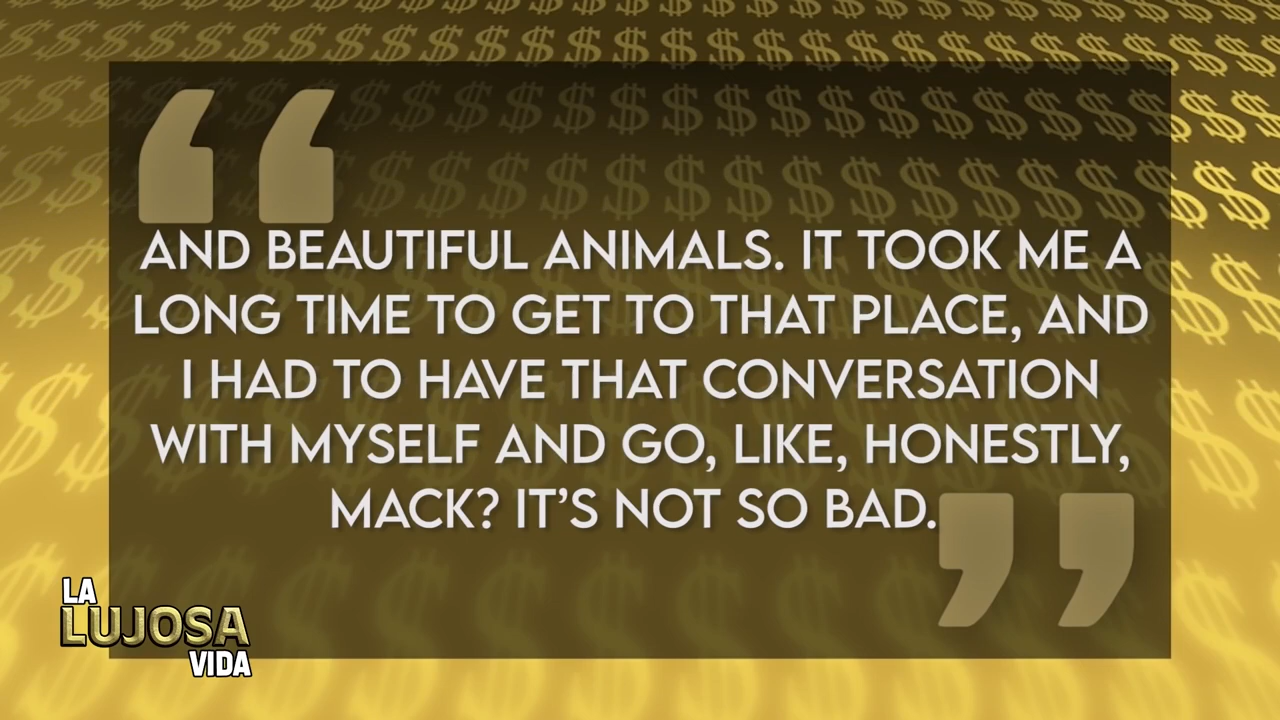 AND BEAUTIFUL ANIMALS. IT TOOK ME A
LONG TIME TO GET TO THAT PLACE, AND
I HAD TO HAVE THAT CONVERSATION
WITH MYSELF AND GO, LIKE, HONESTLY,
MACK? IT’S NOT SO BAD.
LA
LUJOSA
VIDA